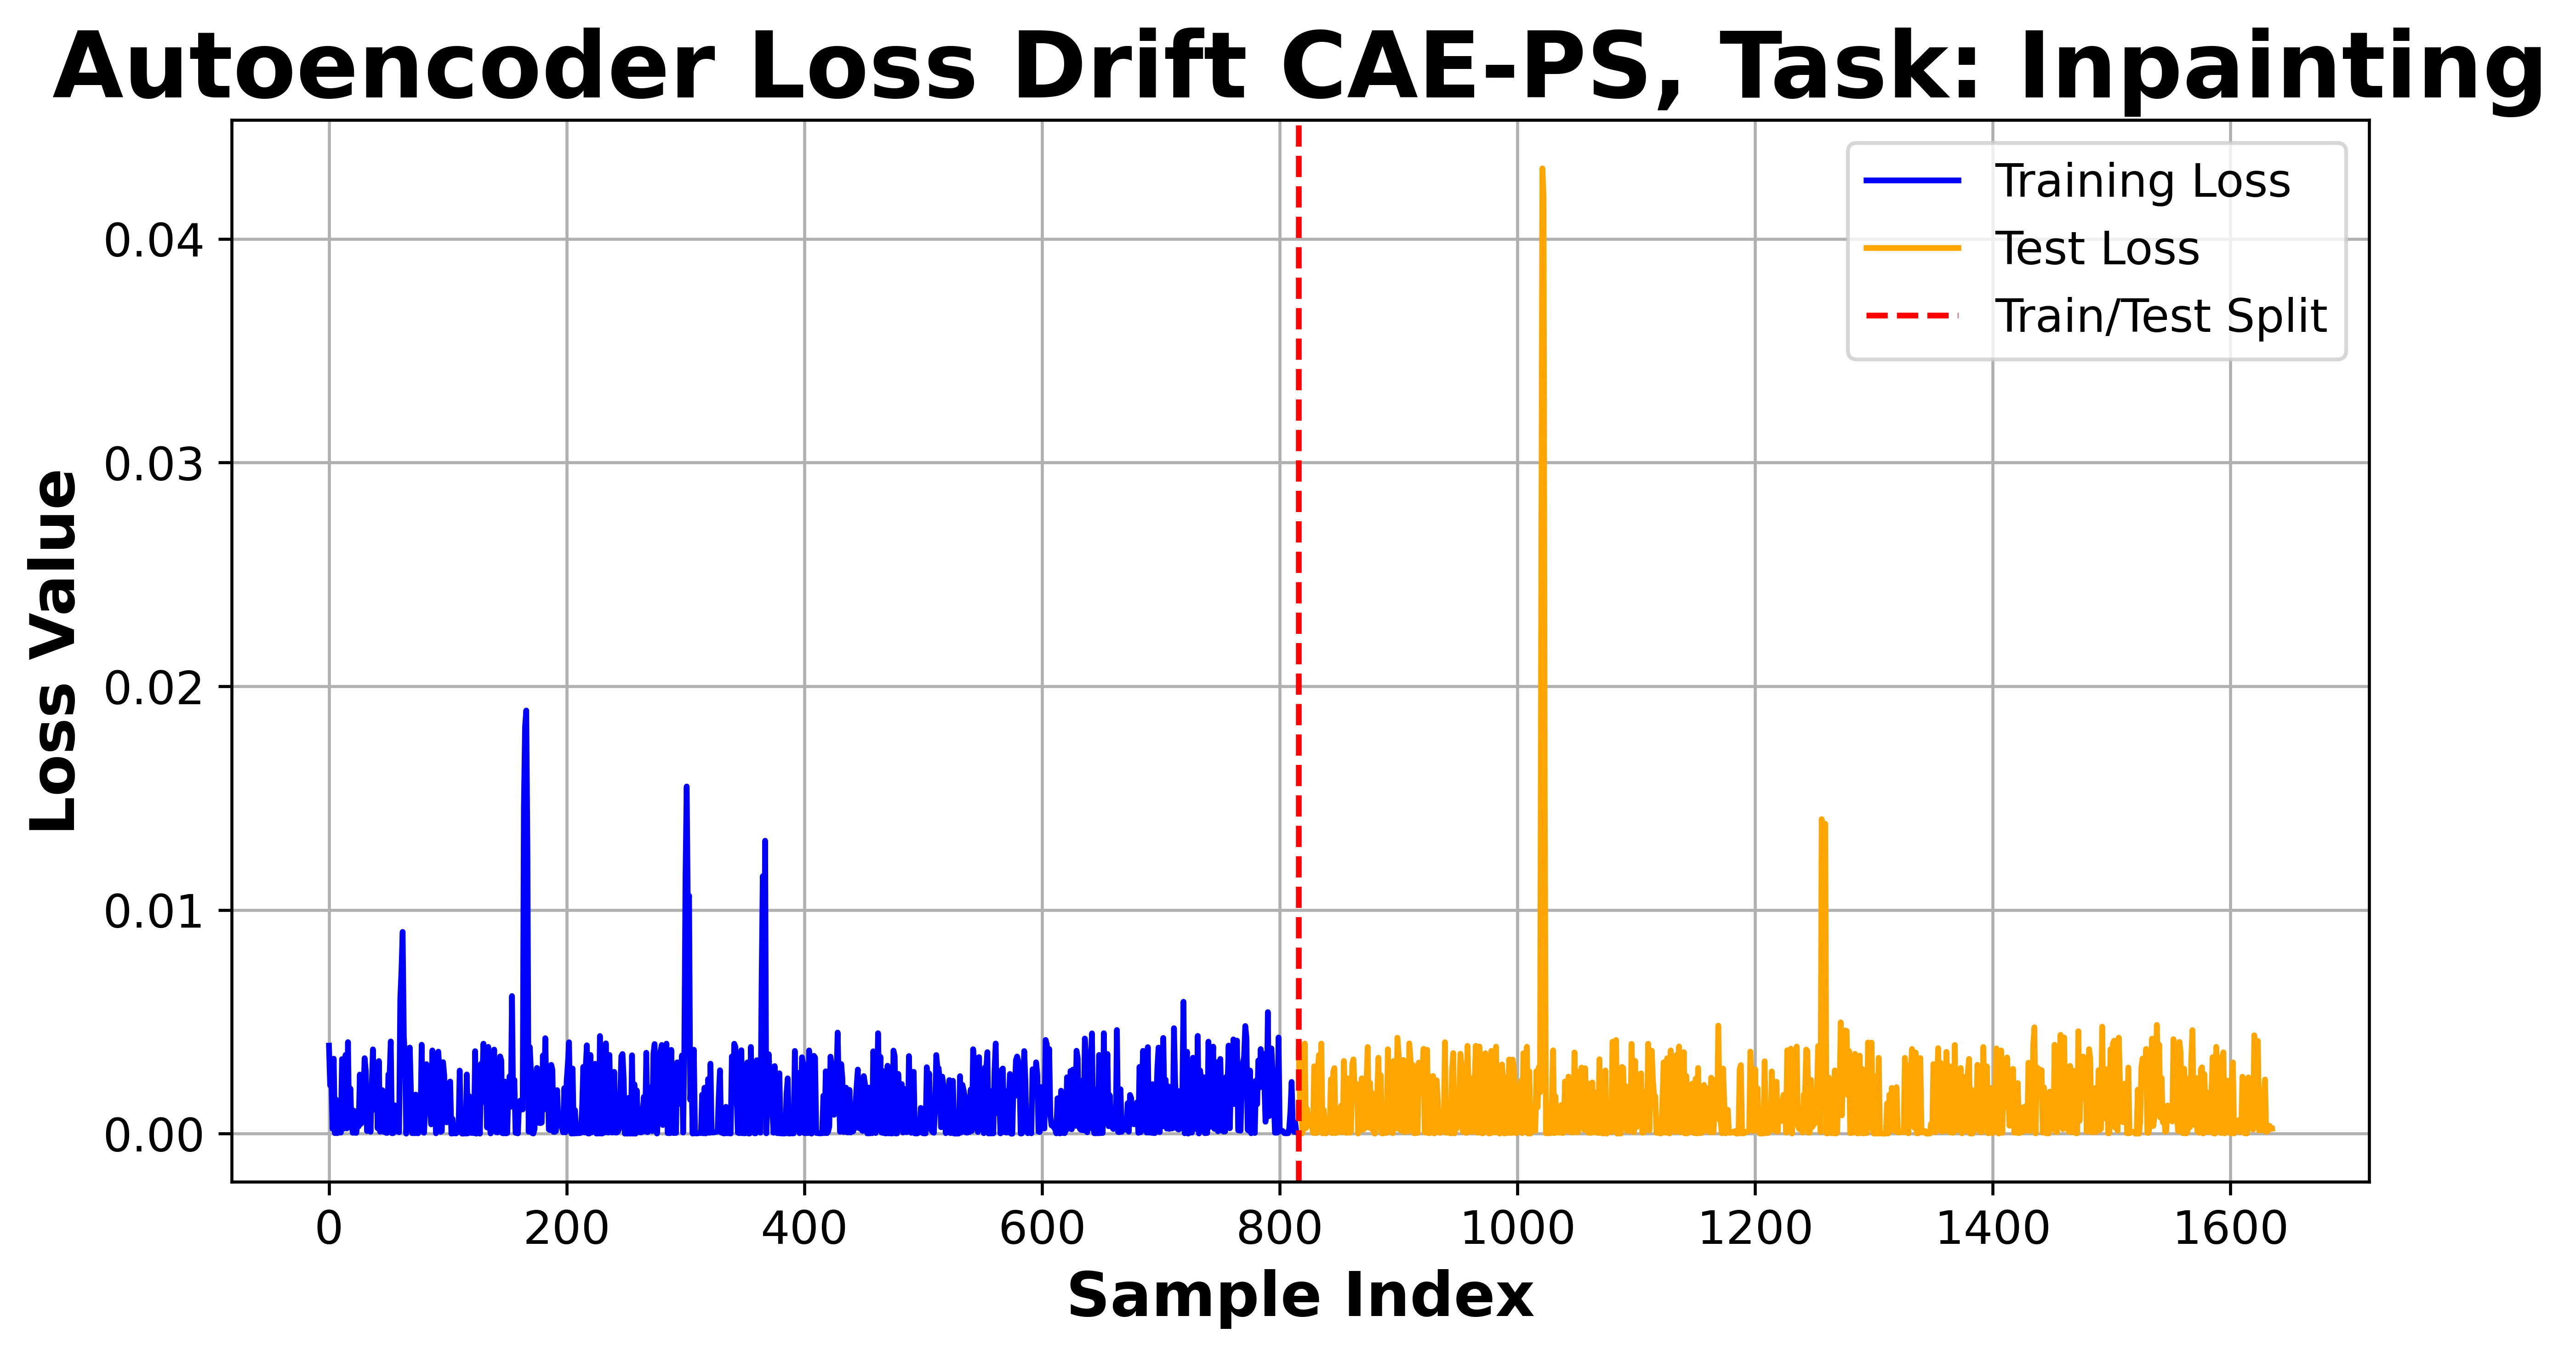 Autoencoder Loss Drift CAE-PS, Task: Inpainting
Training Loss
Test Loss
Train/Test Split
Loss Value
0.04
0.03
0.02
0.01
0.00
0 200 400 600 800 1000 1200 1400 1600
Sample Index